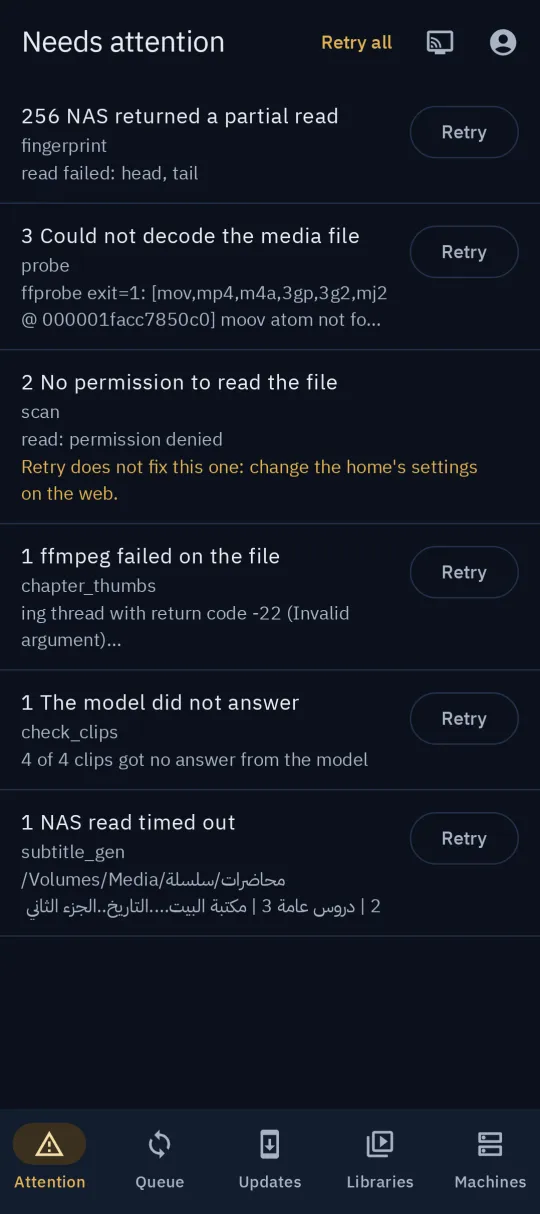 Needs attention
Retry all
256 NAS returned a partial read
fingerprint
read failed: head, tail
Retry
3 Could not decode the media file
probe
ffprobe exit=1: [mov,mp4,m4a,3gp,3g2,mj2
@ 000001facc7850c0] moov atom not fo...
Retry
2 No permission to read the file
scan
read: permission denied
Retry does not fix this one: change the home's settings
on the web.
1 ffmpeg failed on the file
chapter_thumbs
ing thread with return code -22 (Invalid
argument)...
Retry
1 The model did not answer
check_clips
4 of 4 clips got no answer from the model
Retry
1 NAS read timed out
subtitle_gen
/Volumes/Media/محاضرات/سلسلة
2 | دروس عامة 3 | مكتبة البيت....التاريخ..الجزء الثاني
Retry
Attention
Queue
Updates
Libraries
Machines